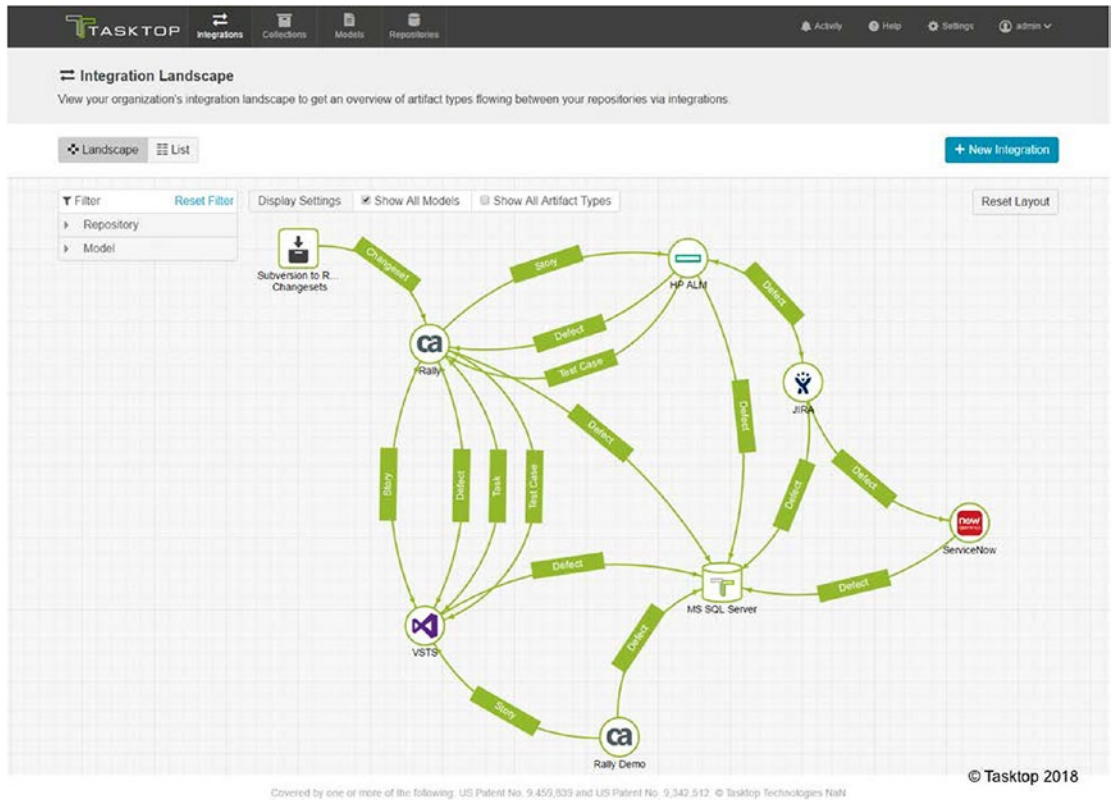 TASKTOP
Integrations
Collections
Models
Repositories
Activity
Help
Settings
admin
Integration Landscape
View your organization's integration landscape to get an overview of artifact types flowing between your repositories via integrations.
Landscape
List
+ New Integration
Filter
Reset Filter
Repository
Model
Display Settings
Show All Models
Show All Artifact Types
Reset Layout
Subversion to R...
Changesets
Changeset
Story
HP ALM
Defect
Defect
Test Case
ca
Rally
JIRA
Defect
Defect
Defect
Defect
Story
Defect
Task
Test Case
now
ServiceNow
Defect
Defect
MS SQL Server
VSTS
Defect
Story
ca
Rally Demo
© Tasktop 2018
Covered by one or more of the following: US Patent No. 9,459,839 and US Patent No. 9,342,512. © Tasktop Technologies NaN